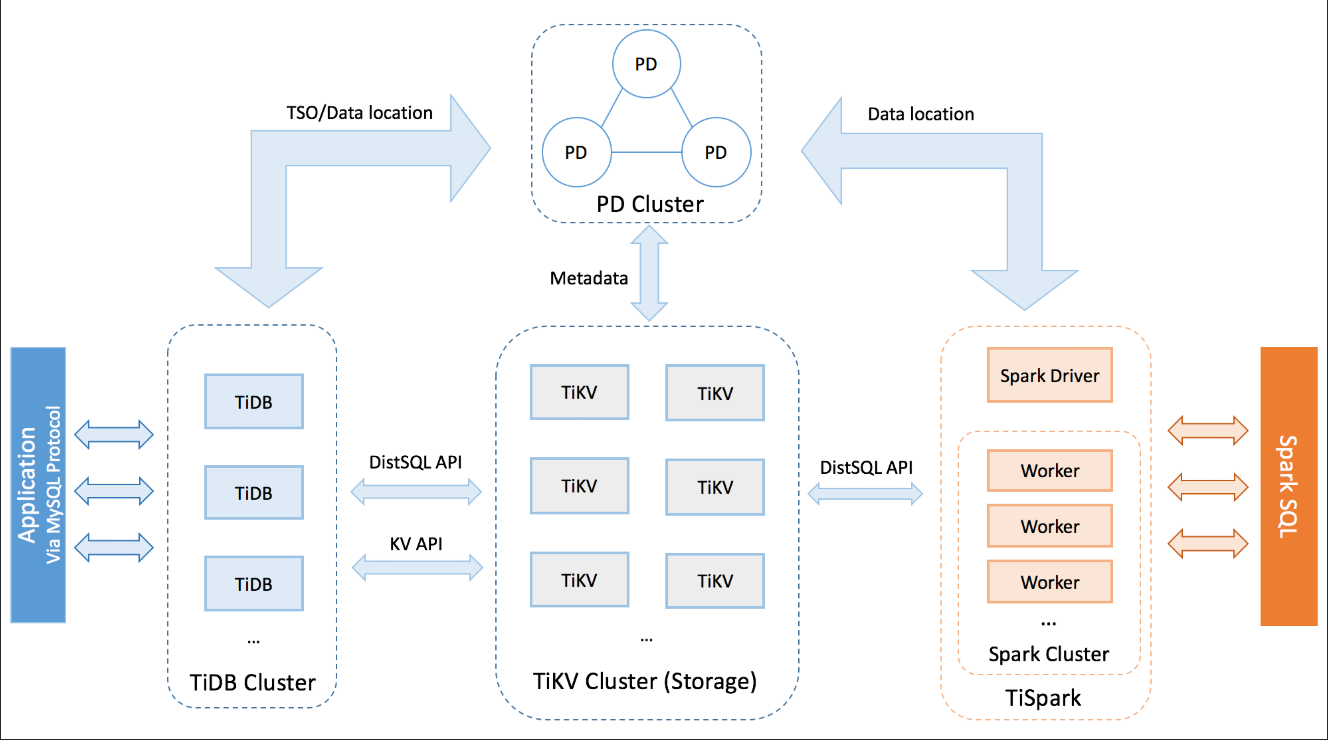 PD
PD
PD
PD Cluster
TSO/Data location
Data location
Metadata
Application
Via MySQL Protocol
TiDB
TiDB
TiDB
...
TiDB Cluster
DistSQL API
KV API
TiKV
TiKV
TiKV
TiKV
TiKV
TiKV
...
TiKV Cluster (Storage)
DistSQL API
Spark Driver
Worker
Worker
Worker
...
Spark Cluster
TiSpark
Spark SQL